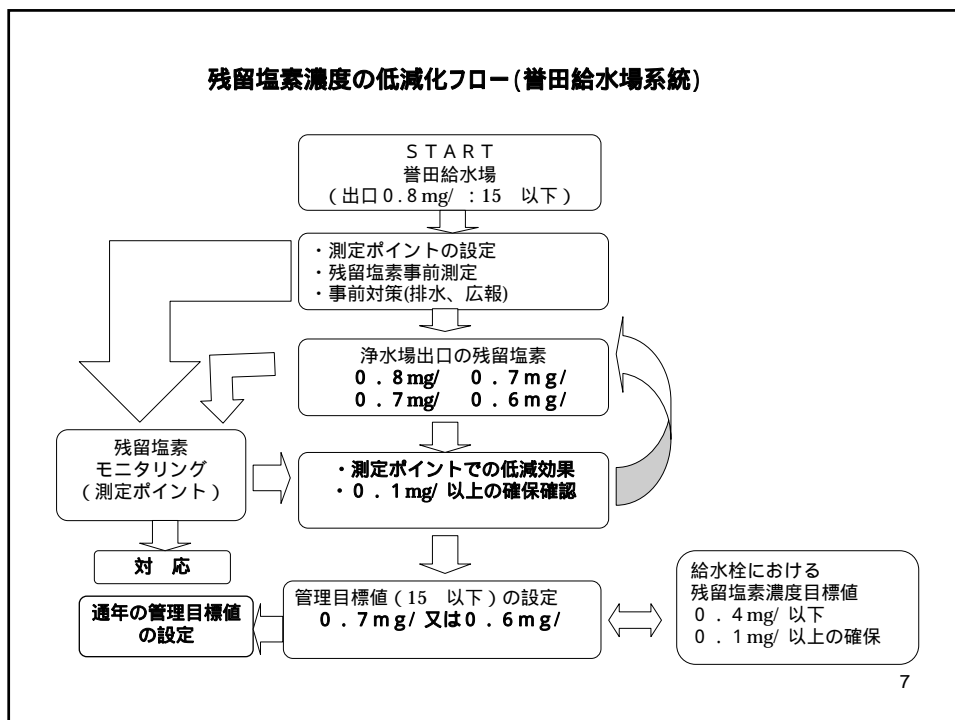 残留塩素濃度の低減化フロー(誉田給水場系統)
ＳＴＡＲＴ
誉田給水場
(出口０.８mg/　:15　以下)
・測定ポイントの設定
・残留塩素事前測定
・事前対策(排水、広報)
浄水場出口の残留塩素
０．８mg/　０．７mg/
０．７mg/　０．６mg/
残留塩素
モニタリング
(測定ポイント)
・測定ポイントでの低減効果
・０.１mg/ 以上の確保確認
対　応
通年の管理目標値
の設定
管理目標値(15　以下)の設定
０．７mg/ 又は０．６mg/
給水栓における
残留塩素濃度目標値
０．４mg/ 以下
０．１mg/ 以上の確保
7